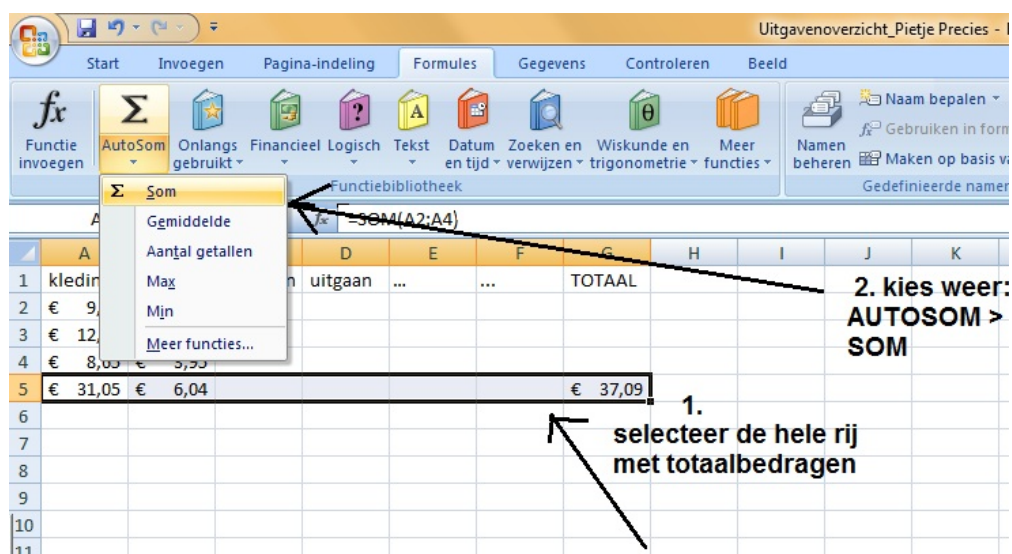 Uitgavenoverzicht_Pietje Precies -
Start Invoegen Pagina-indeling Formules Gegevens Controleren Beeld
fx Functie invoegen
Σ AutoSom
Onlangs gebruikt
Financieel
? Logisch
A Tekst
Datum en tijd
Zoeken en verwijzen
θ Wiskunde en trigonometrie
Meer functies
Namen beheren
Naam bepalen
Gebruiken in
Maken op basis
Functiebibliotheek
Gedefinieerde
Σ Som
Gemiddelde
Aantal getallen
Max
Min
Meer functies...
A fx =SOM(A2:A4)
A D E F G H I J K
1 uitgaan ... ... TOTAAL
2 € 9,
3 € 12,
4 € 8,65 € 3,95
5 € 31,05 € 6,04 € 37,09
6
7
8
9
10
11
2. kies weer:
AUTOSOM >
SOM
1.
selecteer de hele rij
met totaalbedragen